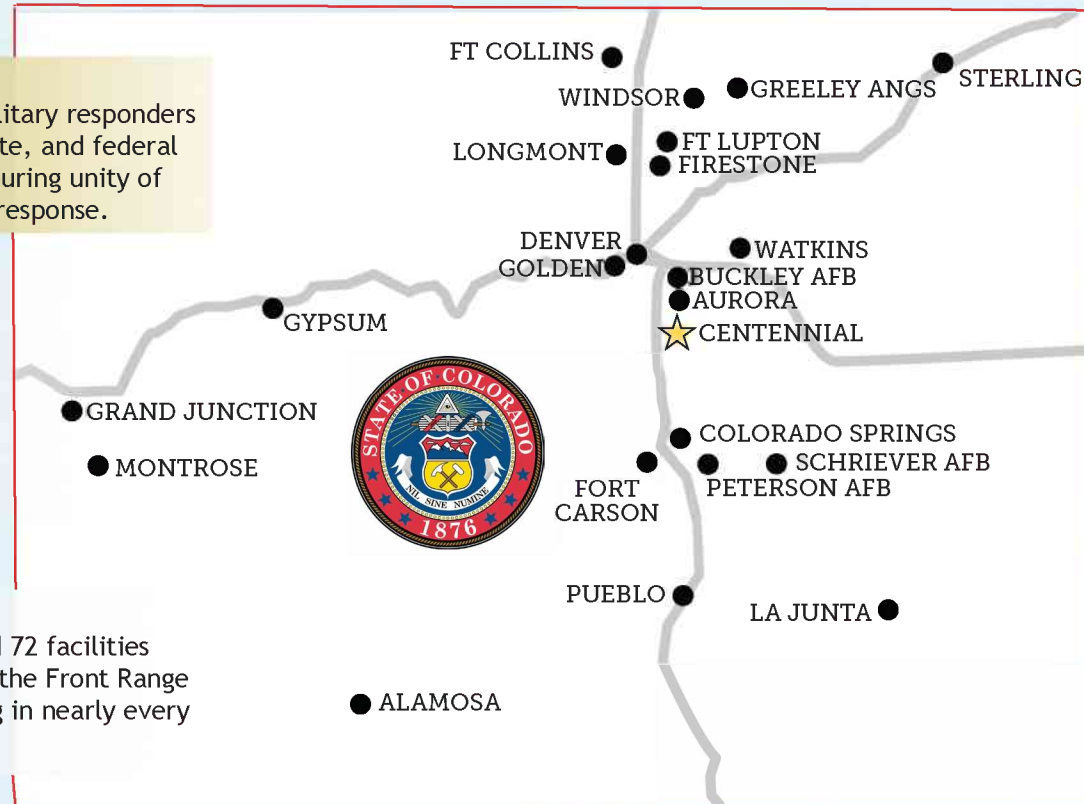 FT COLLINS
STERLING
GREELEY ANGS
WINDSOR
litary responders
te, and federal
uring unity of
response.
FT LUPTON
LONGMONT
FIRESTONE
DENVER
WATKINS
GOLDEN
BUCKLEY AFB
AURORA
GYPSUM
CENTENNIAL
STATE OF COLORADO
NIL SINE NUMINE
1876
GRAND JUNCTION
MONTROSE
COLORADO SPRINGS
SCHRIEVER AFB
PETERSON AFB
FORT
CARSON
PUEBLO
LA JUNTA
72 facilities
the Front Range
in nearly every
ALAMOSA